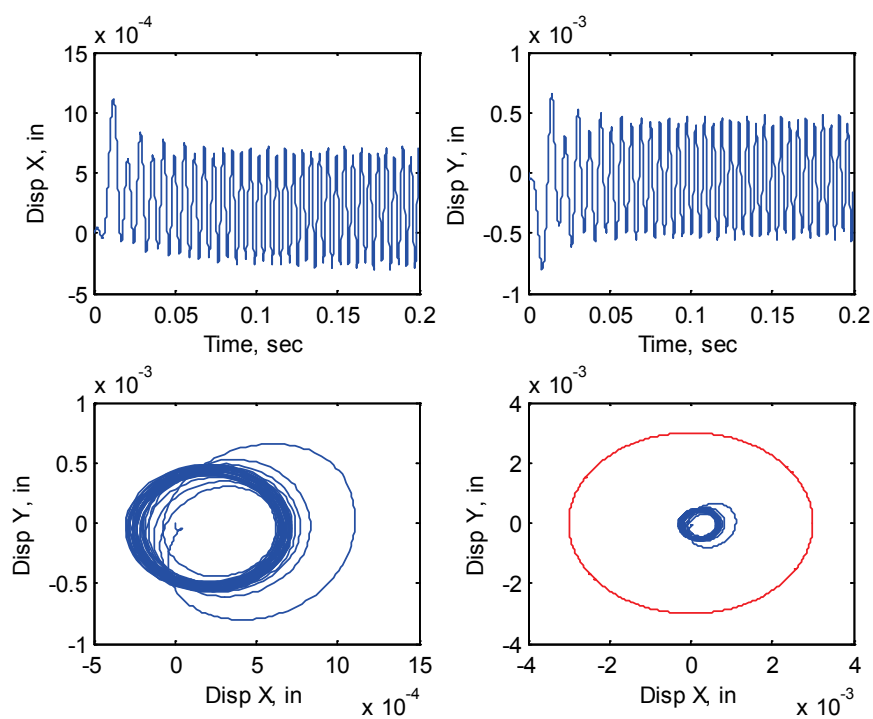 x 10-4
15
10
5
0
-5
Disp X, in
0 0.05 0.1 0.15 0.2
Time, sec
x 10-3
1
0.5
0
-0.5
-1
Disp Y, in
0 0.05 0.1 0.15 0.2
Time, sec
x 10-3
1
0.5
0
-0.5
-1
Disp Y, in
-5 0 5 10 15
Disp X, in
x 10-4
x 10-3
4
2
0
-2
-4
Disp Y, in
-4 -2 0 2 4
Disp X, in
x 10-3